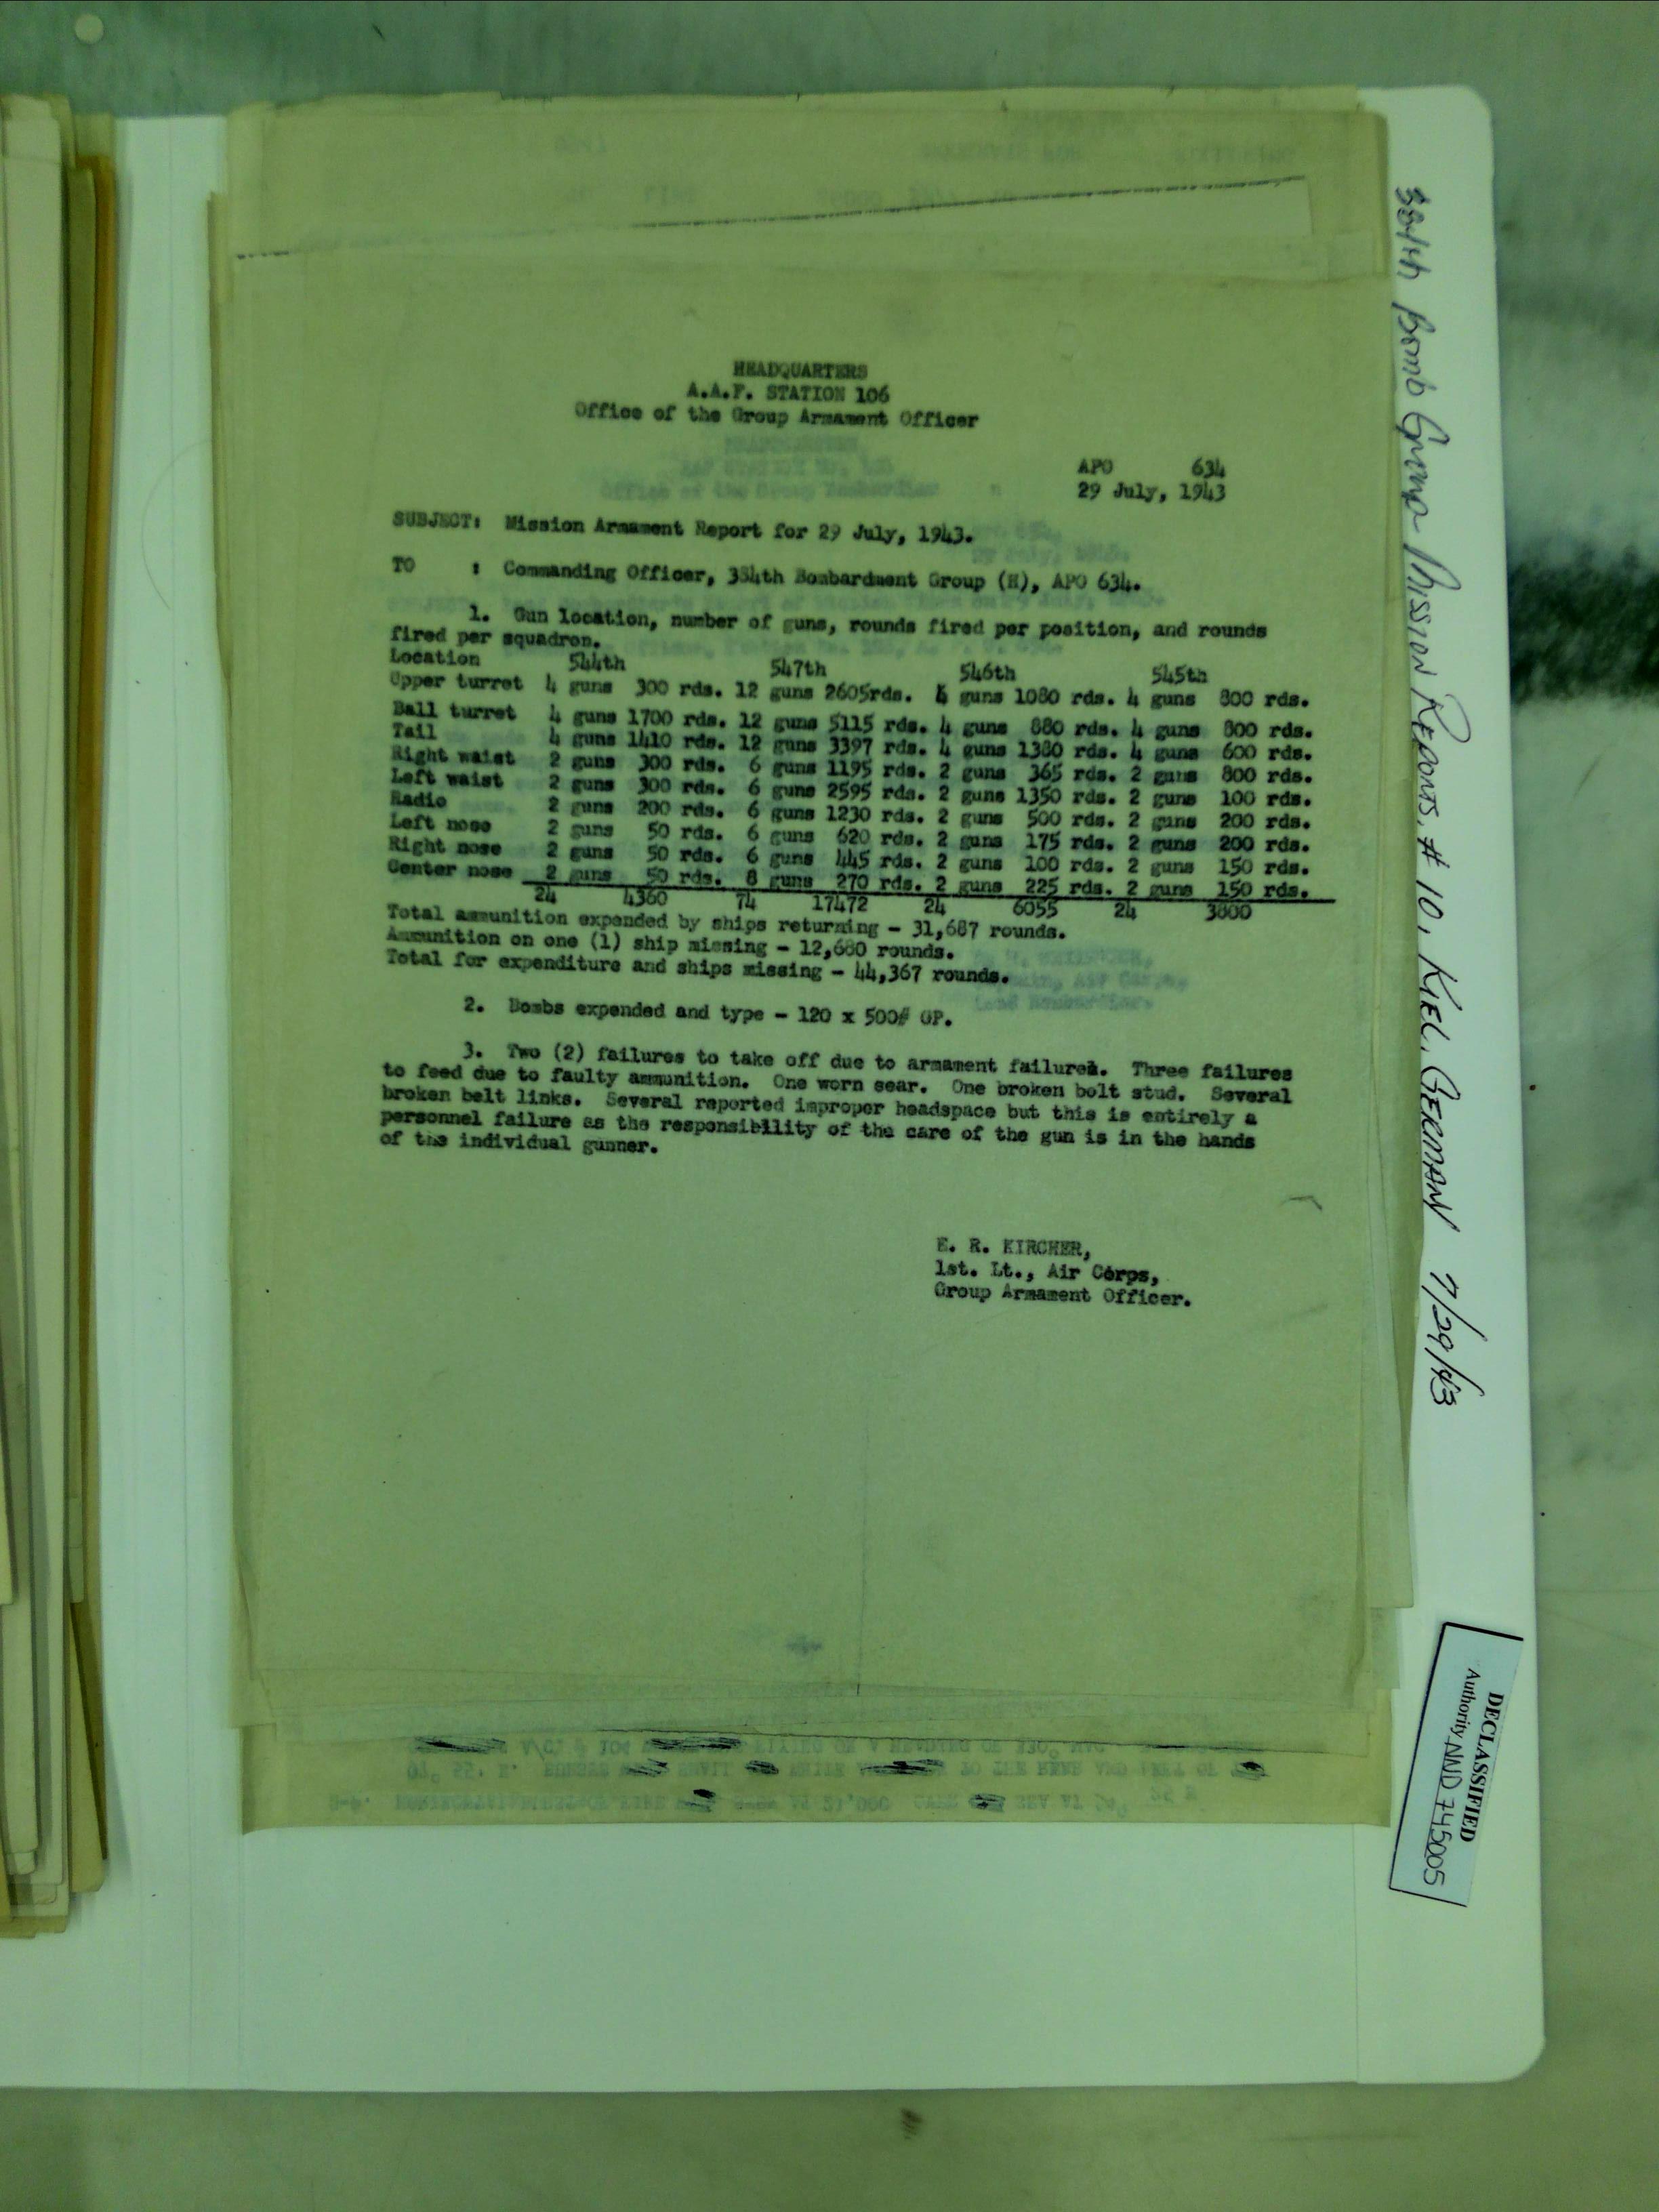 HEADQUARTERS
A.A.F. STATION 106
Office of the Group Armament Officer
APO 634
29 July, 1943
SUBJECT: Mission Armament Report for 29 July, 1943.
TO : Commanding Officer, 384th Bombardment Group (H), APO 634.
1. Gun location, number of guns, rounds fired per position, and rounds
fired per squadron.
Location 544th 547th 546th 545th
Upper turret 4 guns 300 rds. 12 guns 2605rds. 4 guns 1080 rds. 4 guns 800 rds.
Ball turret 4 guns 1700 rds. 12 guns 5115 rds. 4 guns 880 rds. 4 guns 800 rds.
Tail 4 guns 1410 rds. 12 guns 3397 rds. 4 guns 1380 rds. 4 guns 600 rds.
Right waist 2 guns 300 rds. 6 guns 1195 rds. 2 guns 365 rds. 2 guns 800 rds.
Left waist 2 guns 300 rds. 6 guns 2595 rds. 2 guns 1350 rds. 2 guns 100 rds.
Radio 2 guns 200 rds. 6 guns 1230 rds. 2 guns 500 rds. 2 guns 200 rds.
Left nose 2 guns 50 rds. 6 guns 620 rds. 2 guns 175 rds. 2 guns 200 rds.
Right nose 2 guns 50 rds. 6 guns 445 rds. 2 guns 100 rds. 2 guns 150 rds.
Center nose 2 guns 50 rds. 8 guns 270 rds. 2 guns 225 rds. 2 guns 150 rds.
24 4360 74 17472 24 6055 24 3800
Total ammunition expended by ships returning - 31,687 rounds.
Ammunition on one (1) ship missing - 12,680 rounds.
Total for expenditure and ships missing - 44,367 rounds.
2. Bombs expended and type - 120 x 500# GP.
3. Two (2) failures to take off due to armament failures. Three failures
to feed due to faulty ammunition. One worn sear. One broken bolt stud. Several
broken belt links. Several reported improper headspace but this is entirely a
personnel failure as the responsibility of the care of the gun is in the hands
of the individual gunner.
E. R. KIRCHER,
1st. Lt., Air Corps,
Group Armament Officer.
384th Bomb Group Mission Reports, # 10, KIEL, GERMAN 7/29/43
DECLASSIFIED
Authority NND 745005